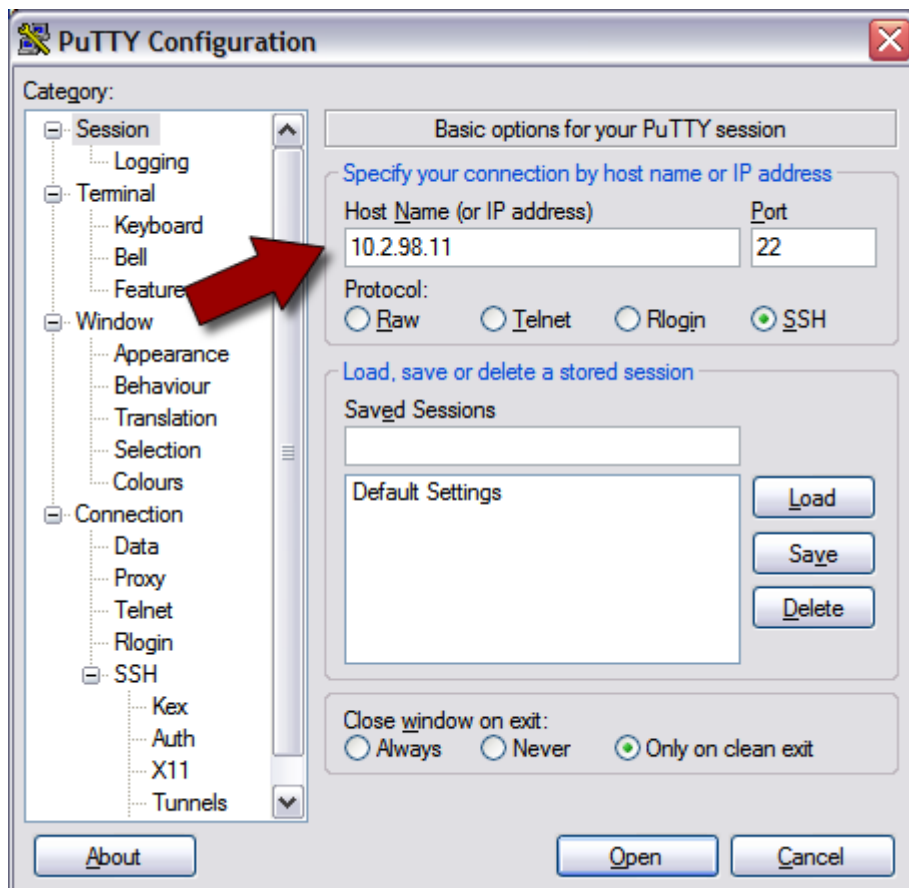 PuTTY Configuration
Category:
Session
Logging
Terminal
Keyboard
Bell
Feature
Window
Appearance
Behaviour
Translation
Selection
Colours
Connection
Data
Proxy
Telnet
Rlogin
SSH
Kex
Auth
X11
Tunnels
Basic options for your PuTTY session
Specify your connection by host name or IP address
Host Name (or IP address) Port
10.2.98.11 22
Protocol:
Raw Telnet Rlogin SSH
Load, save or delete a stored session
Saved Sessions
Default Settings
Load
Save
Delete
Close window on exit:
Always Never Only on clean exit
About Open Cancel